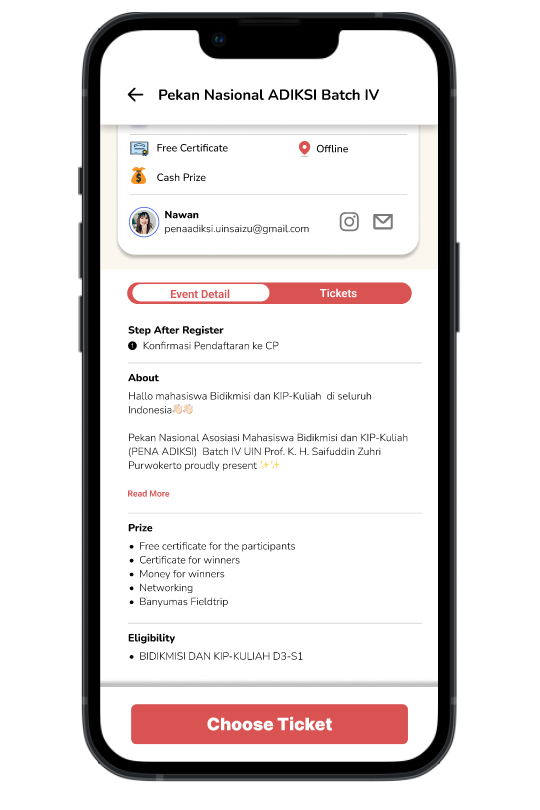 Pekan Nasional ADIKSI Batch IV
Free Certificate
Offline
Cash Prize
Nawan
penaadiksi.uinsaizu@gmail.com
Event Detail
Tickets
Step After Register
1 Konfirmasi Pendaftaran ke CP
About
Hallo mahasiswa Bidikmisi dan KIP-Kuliah di seluruh
Indonesia👋🏻👋🏻
Pekan Nasional Asosiasi Mahasiswa Bidikmisi dan KIP-Kuliah
(PENA ADIKSI) Batch IV UIN Prof. K. H. Saifuddin Zuhri
Purwokerto proudly present ✨✨
Read More
Prize
• Free certificate for the participants
• Certificate for winners
• Money for winners
• Networking
• Banyumas Fieldtrip
Eligibility
• BIDIKMISI DAN KIP-KULIAH D3-S1
Choose Ticket